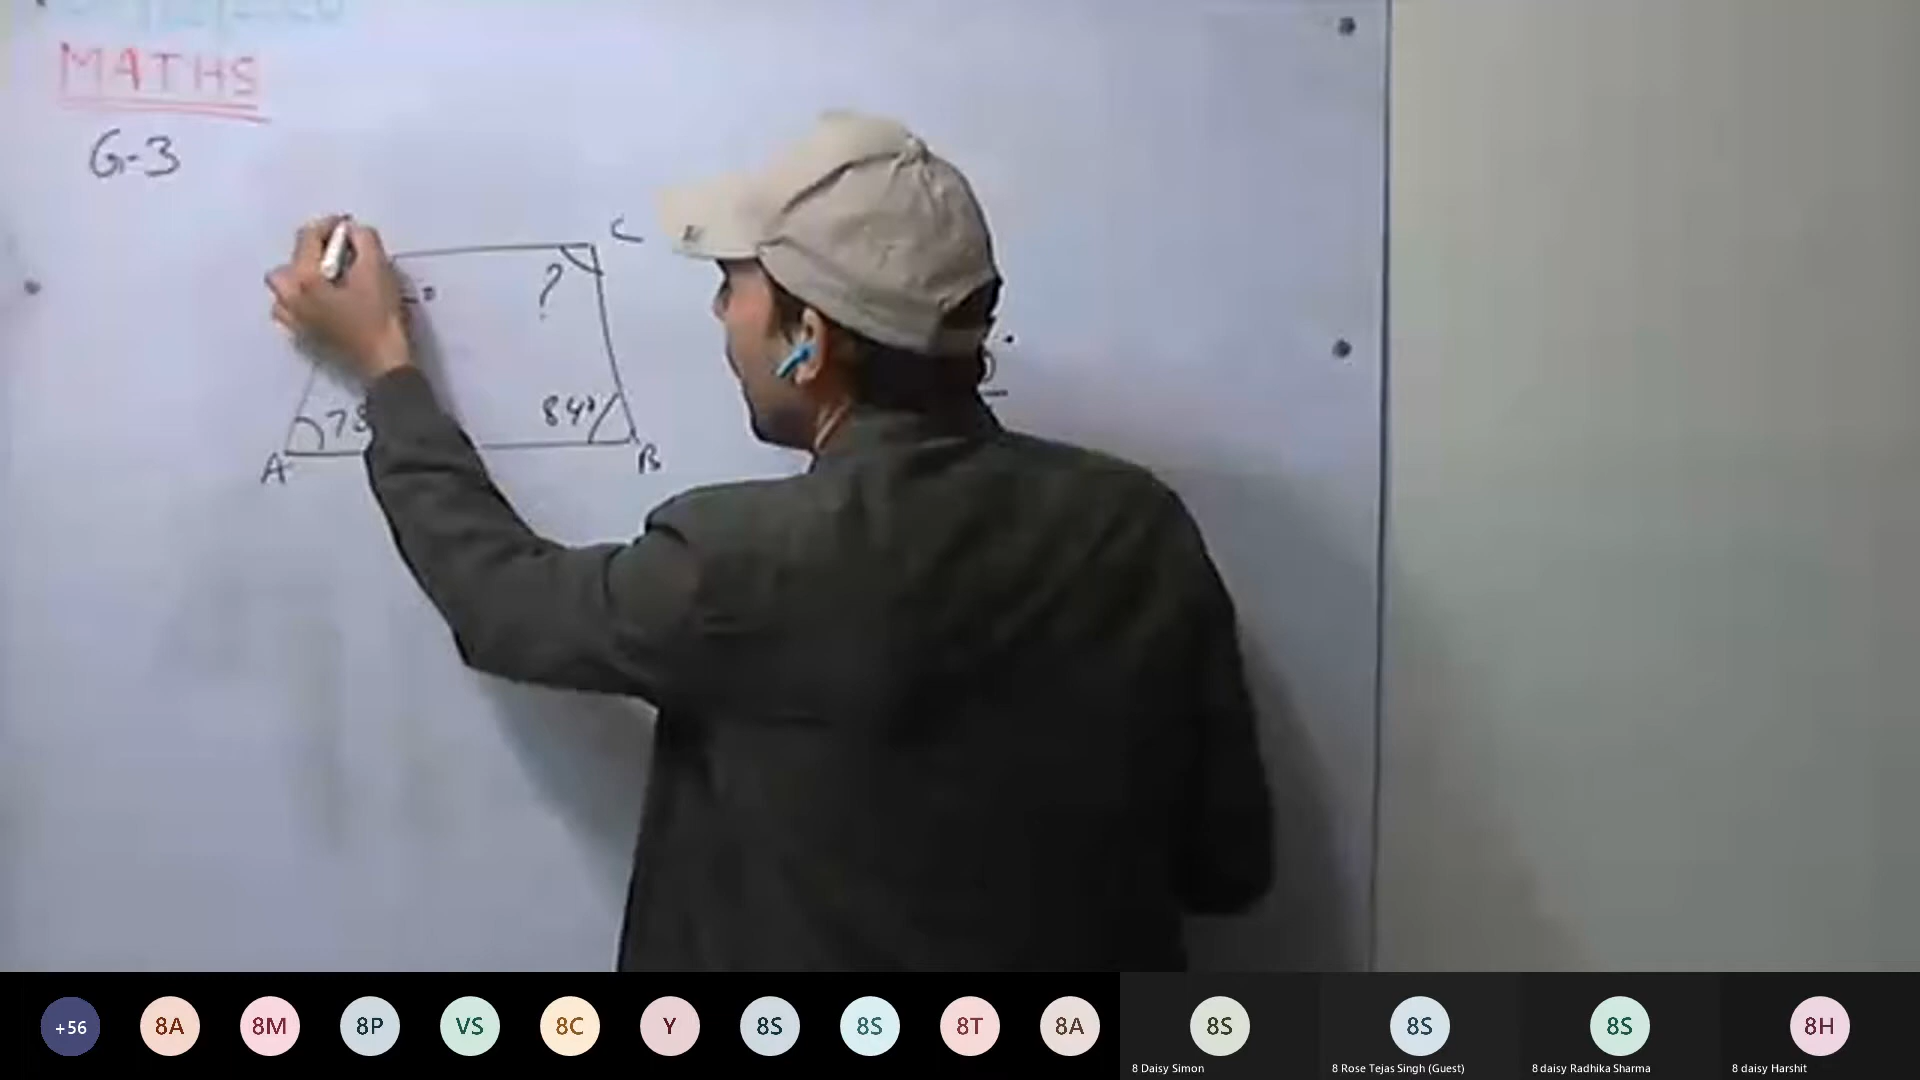 MATHS
G-3
C
?
84°
A
B
+56
8A
8M
8P
VS
8C
Y
8S
8S
8T
8A
8S
8S
8S
8H
8 Daisy Simon
8 Rose Tejas Singh (Guest)
8 daisy Radhika Sharma
8 daisy Harshit